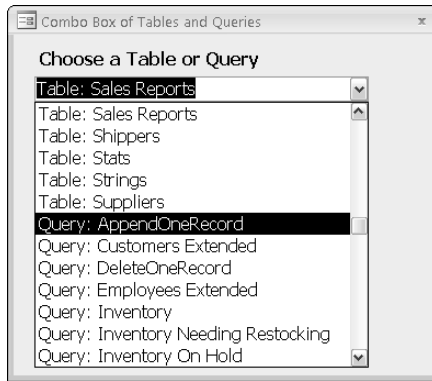 Combo Box of Tables and Queries x
Choose a Table or Query
Table: Sales Reports
Table: Sales Reports
Table: Shippers
Table: Stats
Table: Strings
Table: Suppliers
Query: AppendOneRecord
Query: Customers Extended
Query: DeleteOneRecord
Query: Employees Extended
Query: Inventory
Query: Inventory Needing Restocking
Query: Inventory On Hold